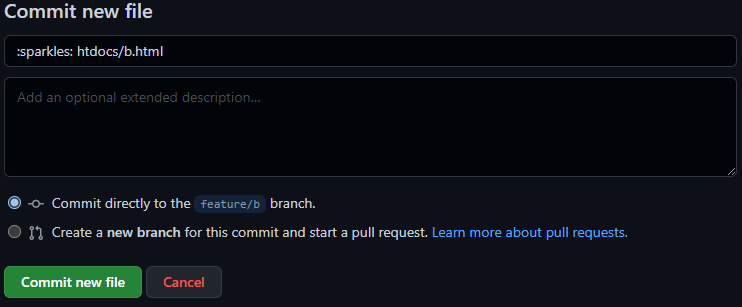 Commit new file
:sparkles: htdocs/b.html
Add an optional extended description...
Commit directly to the feature/b branch.
Create a new branch for this commit and start a pull request. Learn more about pull requests.
Commit new file Cancel